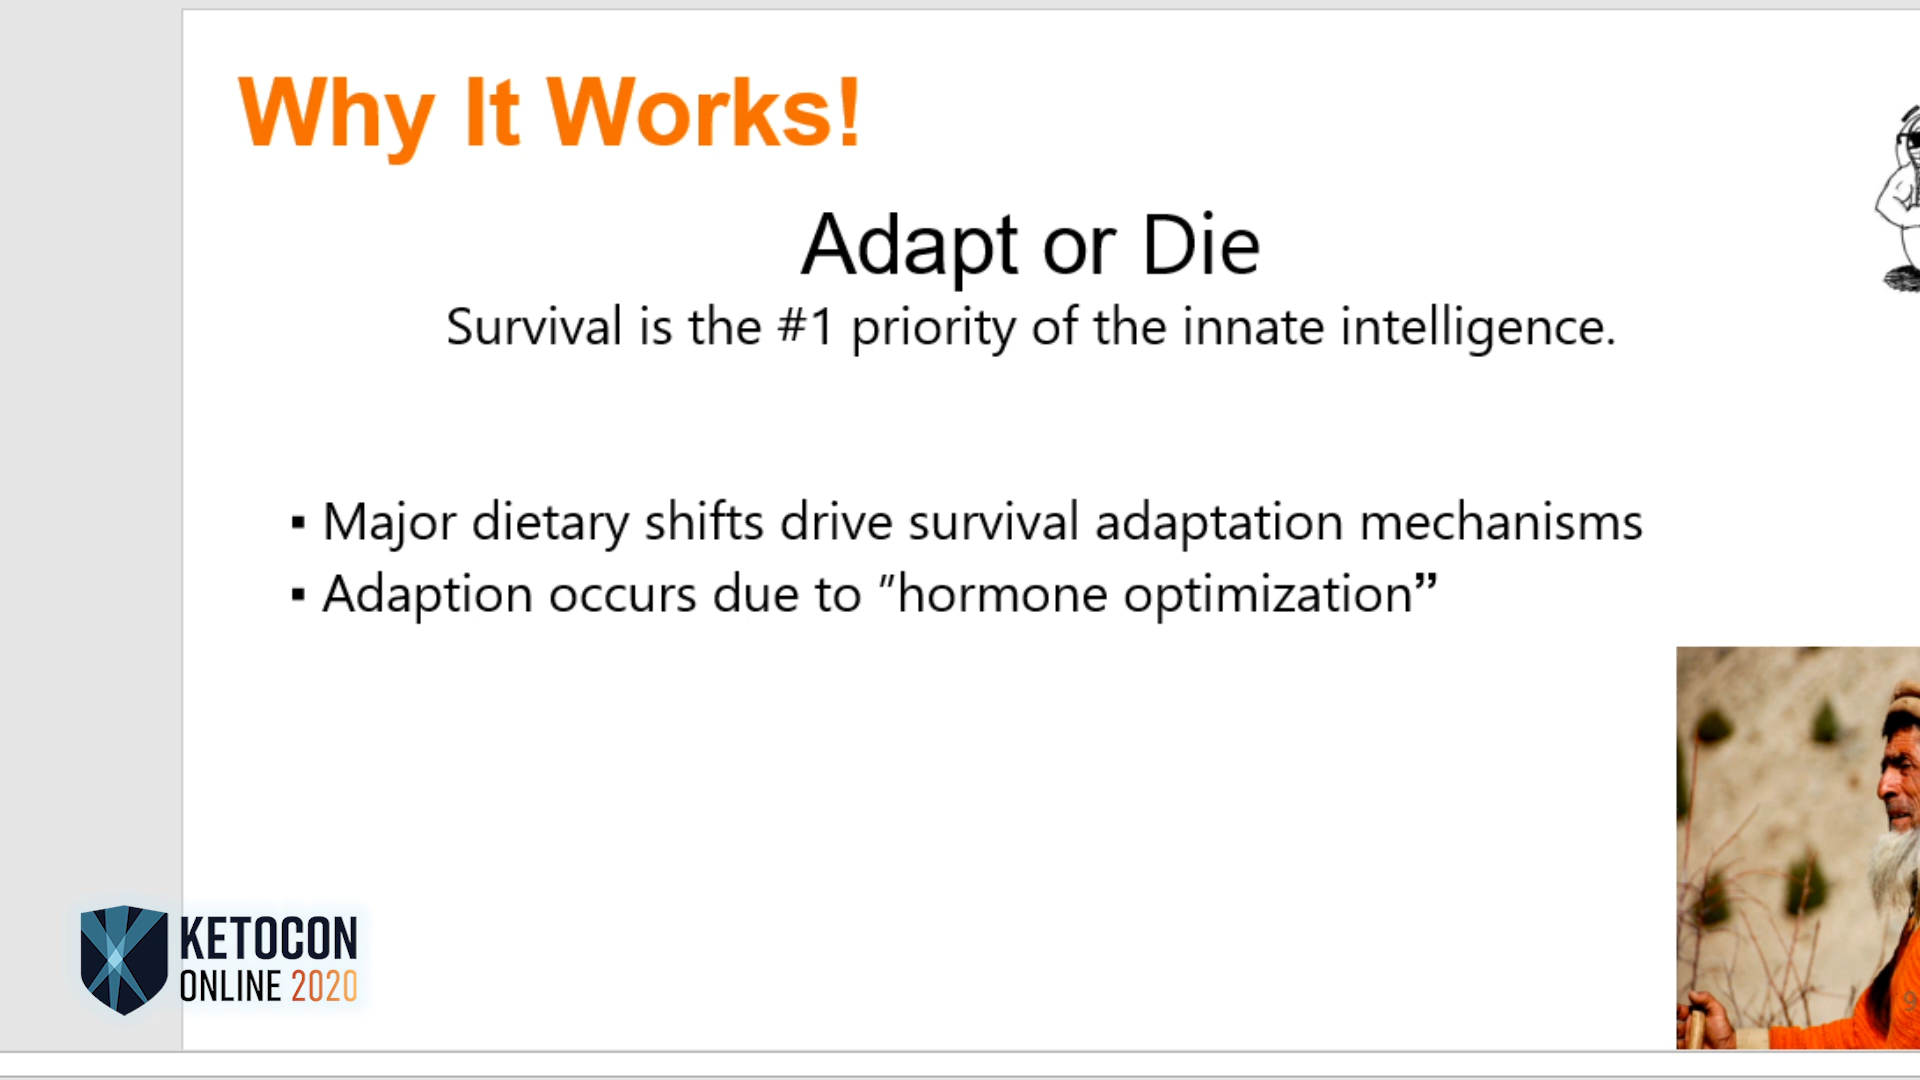 Why It Works!
Adapt or Die
Survival is the #1 priority of the innate intelligence.
▪ Major dietary shifts drive survival adaptation mechanisms
▪ Adaption occurs due to "hormone optimization”
KETOCON
ONLINE 2020
9